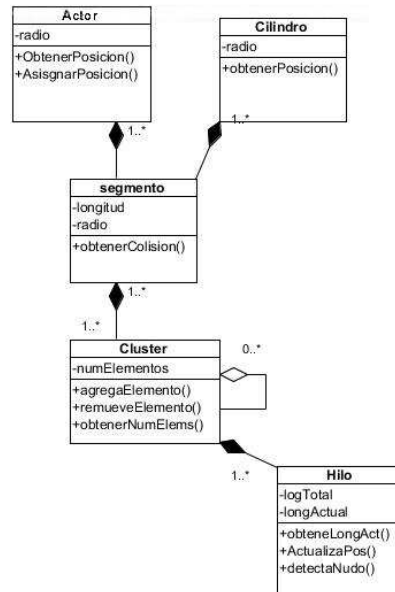 Actor
-radio
+ObtenerPosicion()
+AsisgnarPosicion()
Cilindro
-radio
+obtenerPosicion()
1..*
1..*
segmento
-longitud
-radio
+obtenerColision()
1..*
1..*
Cluster
-numElementos
+agregaElemento()
+remueveElemento()
+obtenerNumElems()
0..*
1..*
Hilo
-logTotal
-longActual
+obteneLongAct()
+ActualizaPos()
+detectaNudo()